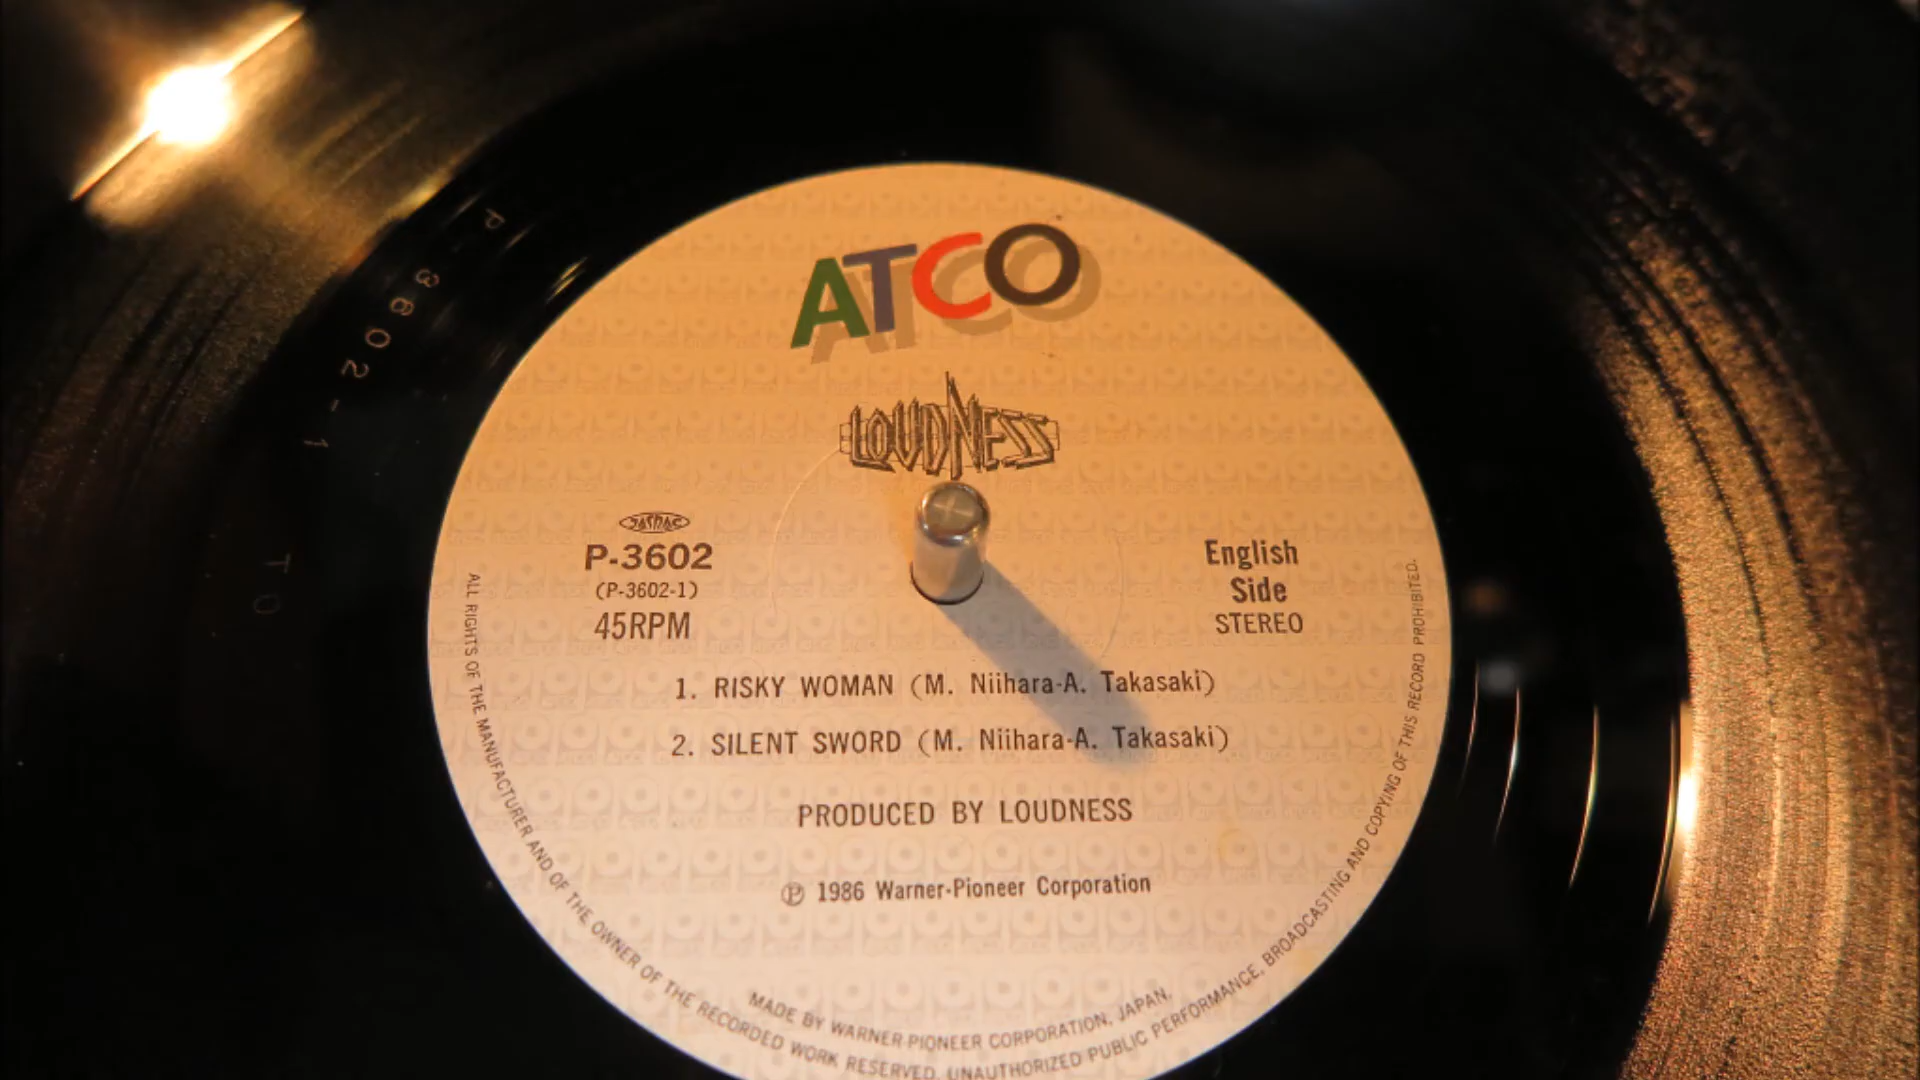 ATCO
LOUDNESS
JASRAC
P-3602
(P-3602-1)
45RPM
English
Side
STEREO
1. RISKY WOMAN (M. Niihara-A. Takasaki)
2. SILENT SWORD (M. Niihara-A. Takasaki)
PRODUCED BY LOUDNESS
Ⓟ 1986 Warner-Pioneer Corporation
MADE BY WARNER-PIONEER CORPORATION, JAPAN.
ALL RIGHTS OF THE MANUFACTURER AND OF THE OWNER OF THE RECORDED WORK RESERVED. UNAUTHORIZED PUBLIC PERFORMANCE, BROADCASTING AND COPYING OF THIS RECORD PROHIBITED.
P-3602-1
TO